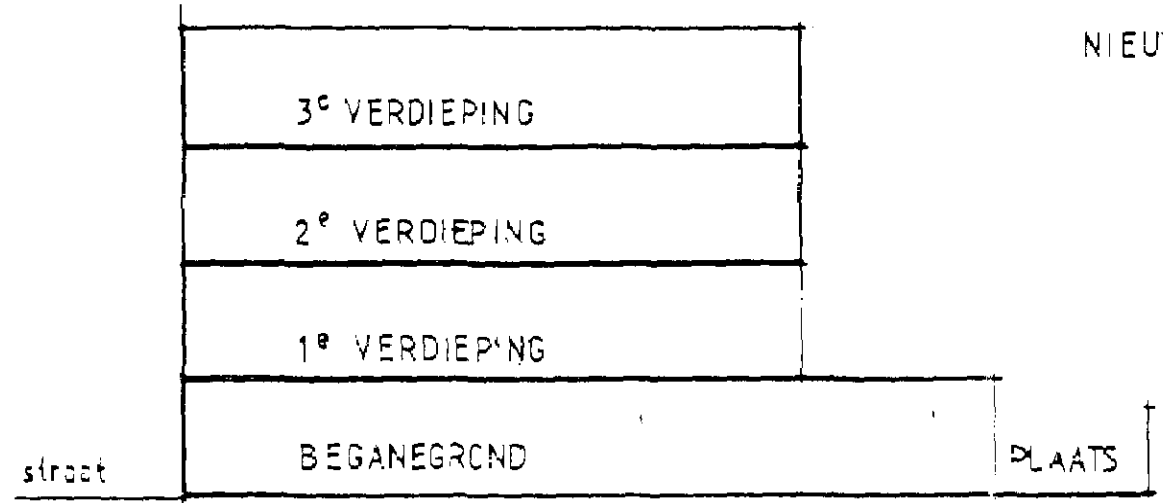 NIEU
3e VERDIEPING
2e VERDIEPING
1e VERDIEPING
BEGANEGROND
straat
PLAATS